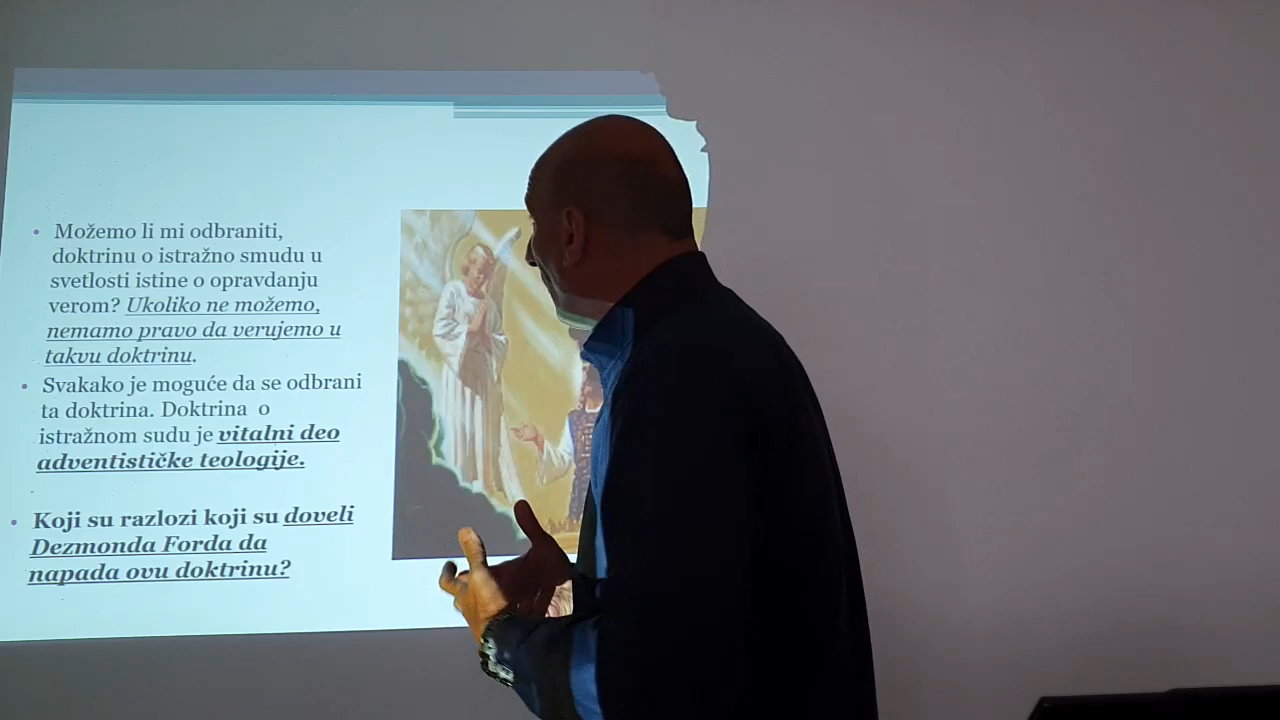 Možemo li mi odbraniti,
doktrinu o istražno smudu u
svetlosti istine o opravdanju
verom? Ukoliko ne možemo,
nemamo pravo da verujemo u
takvu doktrinu.
Svakako je moguće da se odbrani
ta doktrina. Doktrina o
istražnom sudu je vitalni deo
adventističke teologije.
Koji su razlozi koji su doveli
Dezmonda Forda da
napada ovu doktrinu?